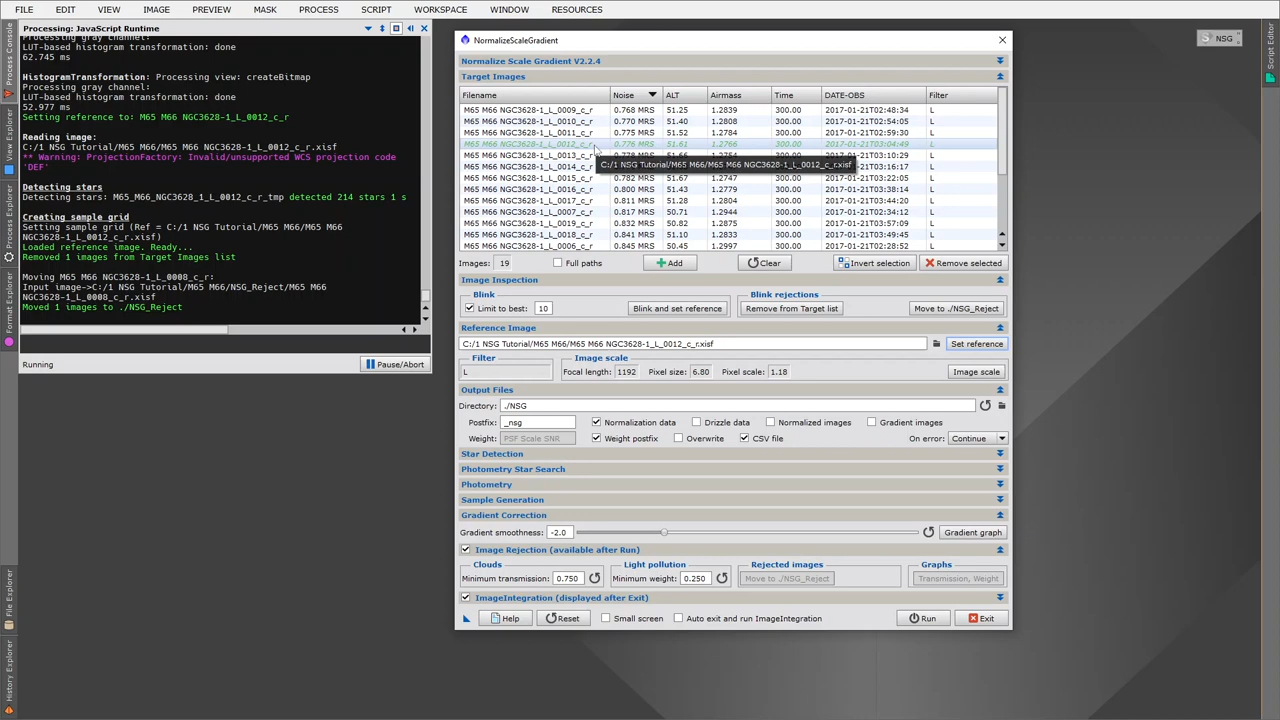 FILE EDIT VIEW IMAGE PREVIEW MASK PROCESS SCRIPT WORKSPACE WINDOW RESOURCES
Processing: JavaScript Runtime
Processing gray channel:
LUT-based histogram transformation: done
62.745 ms
HistogramTransformation: Processing view: createBitmap
Processing gray channel:
LUT-based histogram transformation: done
52.977 ms
Setting reference to: M65 M66 NGC3628-1_L_0012_c_r
Reading image:
C:/1 NSG Tutorial/M65 M66/M65 M66 NGC3628-1_L_0012_c_r.xisf
** Warning: ProjectionFactory: Invalid/unsupported WCS projection code
'DEF'
Detecting stars
Detecting stars: M65_M66_NGC3628_1_L_0012_c_r_tmp detected 214 stars 1 s
Creating sample grid
Setting sample grid (Ref = C:/1 NSG Tutorial/M65 M66/M65 M66
NGC3628-1_L_0012_c_r.xisf)
Loaded reference image. Ready...
Removed 1 images from Target Images list
Moving M65 M66 NGC3628-1_L_0008_c_r:
Input image->C:/1 NSG Tutorial/M65 M66/NSG_Reject/M65 M66
NGC3628-1_L_0008_c_r.xisf
Moved 1 images to ./NSG_Reject
Running
Pause/Abort
Process Console
View Explorer
Process Explorer
Format Explorer
File Explorer
History Explorer
NormalizeScaleGradient
Normalize Scale Gradient V2.2.4
Target Images
Filename Noise ALT Airmass Time DATE-OBS Filter
M65 M66 NGC3628-1_L_0009_c_r 0.768 MRS 51.25 1.2839 300.00 2017-01-21T02:48:34 L
M65 M66 NGC3628-1_L_0010_c_r 0.770 MRS 51.40 1.2808 300.00 2017-01-21T02:54:05 L
M65 M66 NGC3628-1_L_0011_c_r 0.775 MRS 51.52 1.2784 300.00 2017-01-21T02:59:30 L
M65 M66 NGC3628-1_L_0012_c_r 0.776 MRS 51.61 1.2766 300.00 2017-01-21T03:04:49 L
M65 M66 NGC3628-1_L_0013_c_r
C:/1 NSG Tutorial/M65 M66/M65 M66 NGC3628-1_L_0012_c_r.xisf
M65 M66 NGC3628-1_L_0014_c_r
M65 M66 NGC3628-1_L_0015_c_r 0.782 MRS 51.67 1.2747 300.00 2017-01-21T03:22:05 L
M65 M66 NGC3628-1_L_0016_c_r 0.800 MRS 51.43 1.2779 300.00 2017-01-21T03:38:14 L
M65 M66 NGC3628-1_L_0017_c_r 0.811 MRS 51.28 1.2804 300.00 2017-01-21T03:44:20 L
M65 M66 NGC3628-1_L_0007_c_r 0.817 MRS 50.71 1.2944 300.00 2017-01-21T02:34:12 L
M65 M66 NGC3628-1_L_0019_c_r 0.832 MRS 50.82 1.2875 300.00 2017-01-21T03:57:09 L
M65 M66 NGC3628-1_L_0018_c_r 0.841 MRS 51.10 1.2833 300.00 2017-01-21T03:49:45 L
M65 M66 NGC3628-1_L_0006_c_r 0.845 MRS 50.45 1.2997 300.00 2017-01-21T02:28:52 L
Images: 19 Full paths Add Clear Invert selection Remove selected
Image Inspection
Blink Blink rejections
Limit to best: 10 Blink and set reference Remove from Target list Move to ./NSG_Reject
Reference Image
C:/1 NSG Tutorial/M65 M66/M65 M66 NGC3628-1_L_0012_c_r.xisf Set reference
Filter Image scale
L Focal length: 1192 Pixel size: 6.80 Pixel scale: 1.18 Image scale
Output Files
Directory: ./NSG
Postfix: _nsg Normalization data Drizzle data Normalized images Gradient images
Weight: PSF Scale SNR Weight postfix Overwrite CSV file On error: Continue
Star Detection
Photometry Star Search
Photometry
Sample Generation
Gradient Correction
Gradient smoothness: -2.0 Gradient graph
Image Rejection (available after Run)
Clouds Light pollution Rejected images Graphs
Minimum transmission: 0.750 Minimum weight: 0.250 Move to ./NSG_Reject Transmission, Weight
ImageIntegration (displayed after Exit)
Help Reset Small screen Auto exit and run ImageIntegration Run Exit
S NSG
Script Editor